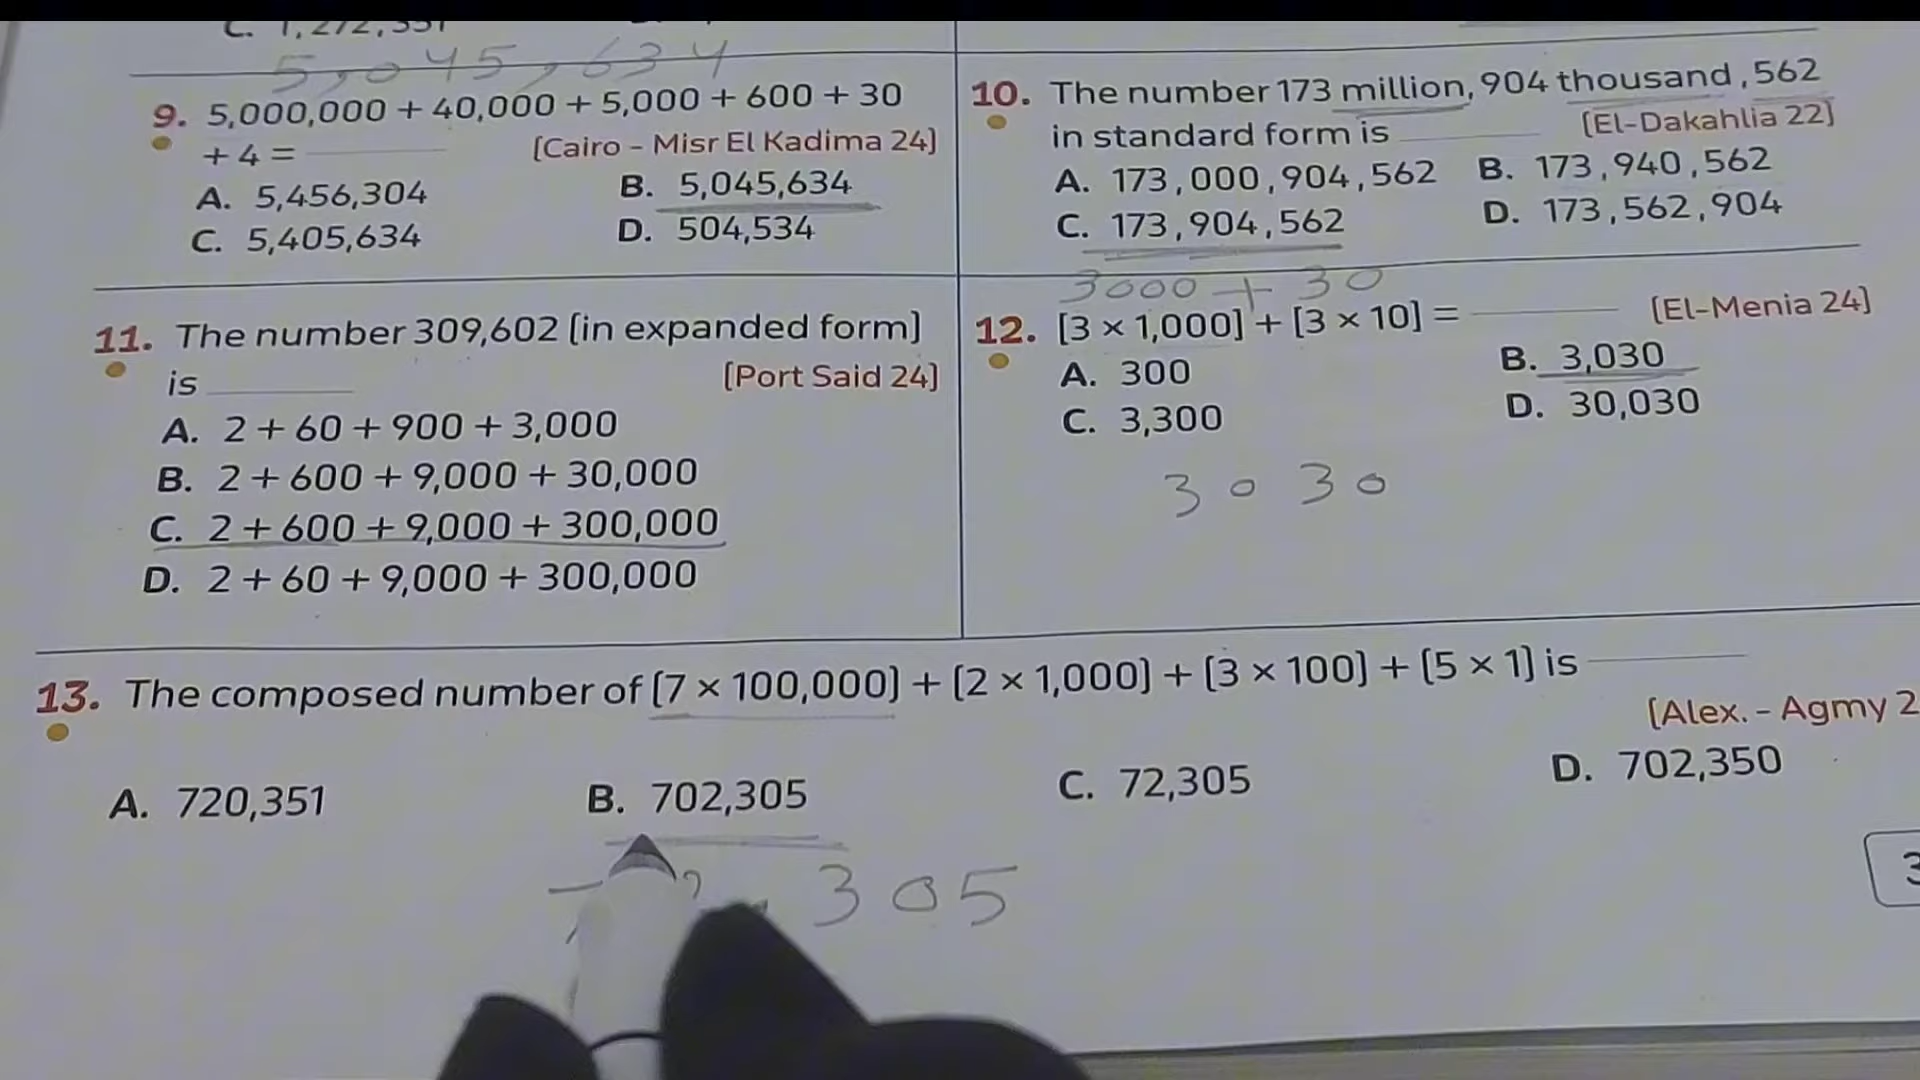 5,045,634
9. 5,000,000 + 40,000 + 5,000 + 600 + 30
+ 4 =
[Cairo - Misr El Kadima 24]
A. 5,456,304
B. 5,045,634
C. 5,405,634
D. 504,534
10. The number 173 million, 904 thousand, 562
in standard form is
[El-Dakahlia 22]
A. 173,000,904,562
B. 173,940,562
C. 173,904,562
D. 173,562,904
11. The number 309,602 [in expanded form]
is
[Port Said 24]
A. 2 + 60 + 900 + 3,000
B. 2 + 600 + 9,000 + 30,000
C. 2 + 600 + 9,000 + 300,000
D. 2 + 60 + 9,000 + 300,000
3000 + 30
12. [3 × 1,000] + [3 × 10] =
[El-Menia 24]
A. 300
B. 3,030
C. 3,300
D. 30,030
3030
13. The composed number of [7 × 100,000] + [2 × 1,000] + [3 × 100] + [5 × 1] is
[Alex. - Agmy 2
A. 720,351
B. 702,305
C. 72,305
D. 702,350
305
3